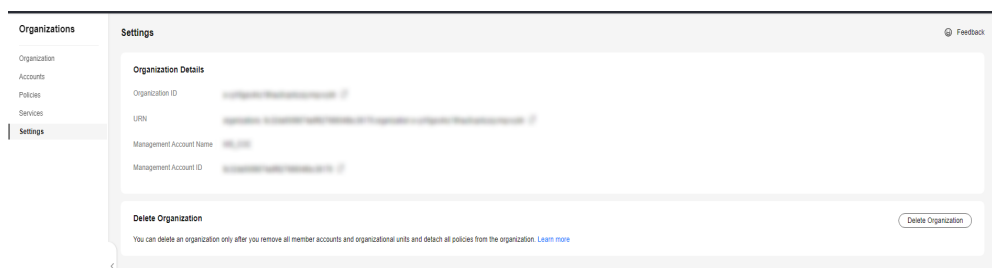 Organizations
Organization
Accounts
Policies
Services
Settings
Settings
Feedback
Organization Details
Organization ID
URN
Management Account Name
Management Account ID
Delete Organization
Delete Organization
You can delete an organization only after you remove all member accounts and organizational units and detach all policies from the organization. Learn more